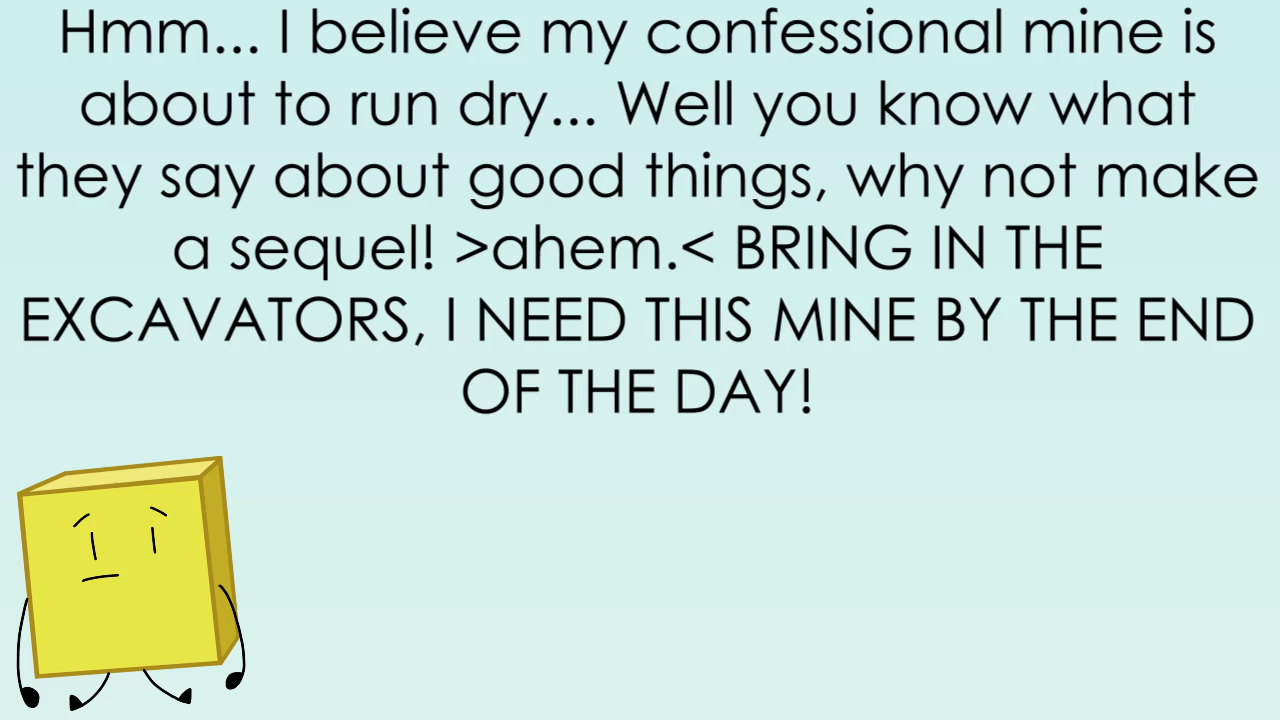 Hmm... I believe my confessional mine is
about to run dry... Well you know what
they say about good things, why not make
a sequel! >ahem.< BRING IN THE
EXCAVATORS, I NEED THIS MINE BY THE END
OF THE DAY!